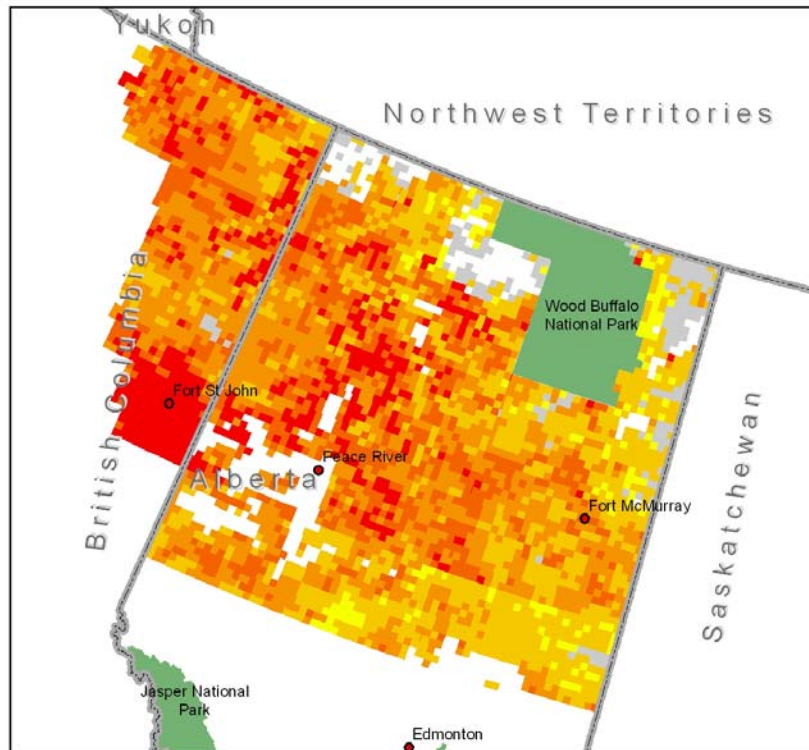 Yukon
Northwest Territories
Wood Buffalo
National Park
British Columbia
Fort St John
Peace River
Alberta
Fort McMurray
Saskatchewan
Jasper National
Park
Edmonton